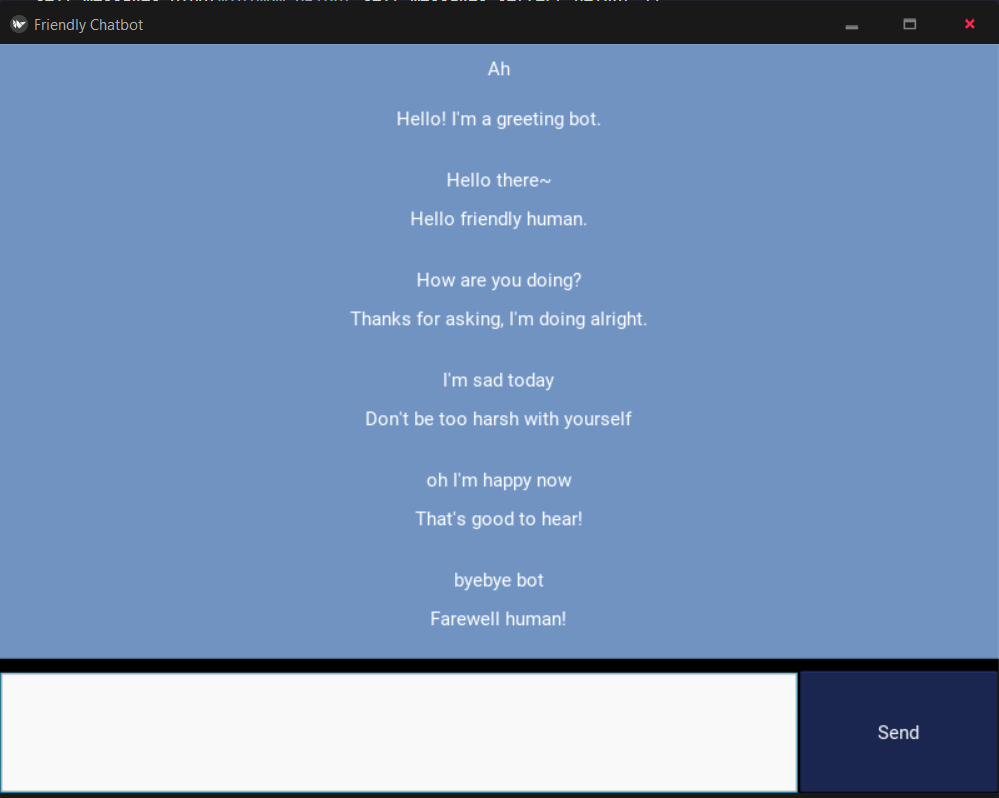 Friendly Chatbot
Ah
Hello! I'm a greeting bot.
Hello there~
Hello friendly human.
How are you doing?
Thanks for asking, I'm doing alright.
I'm sad today
Don't be too harsh with yourself
oh I'm happy now
That's good to hear!
byebye bot
Farewell human!
Send